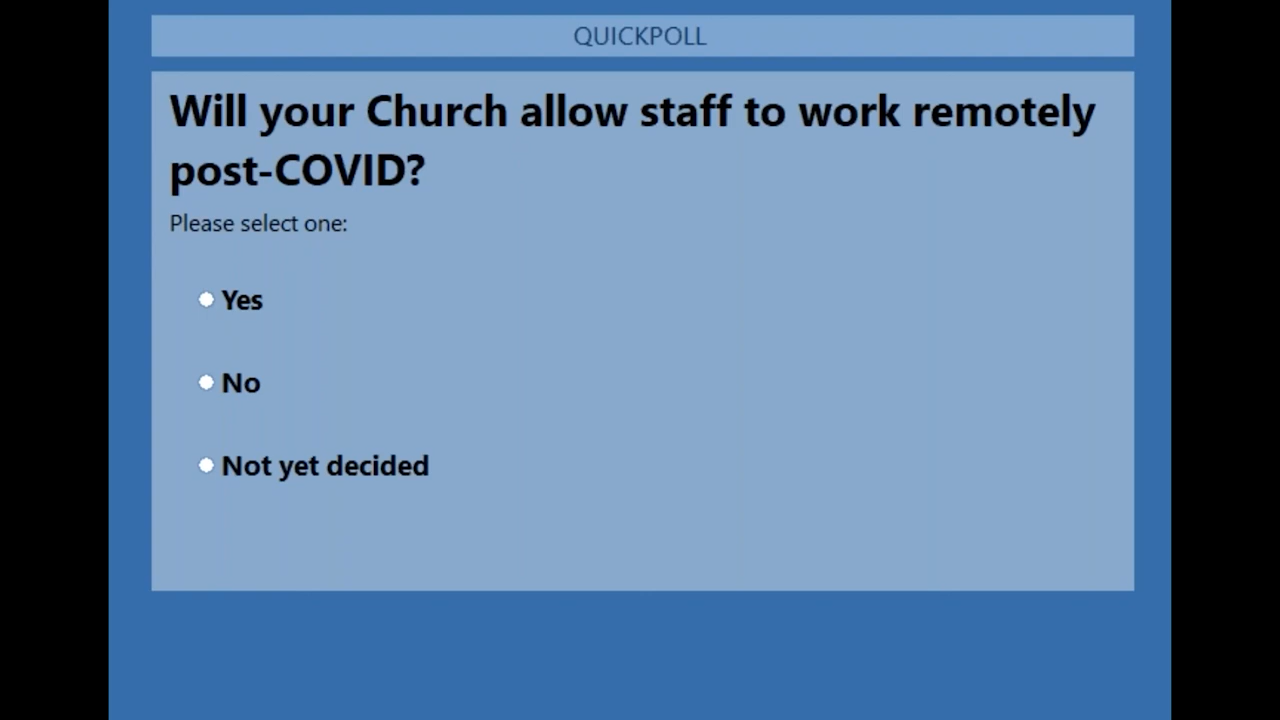 QUICKPOLL
Will your Church allow staff to work remotely
post-COVID?
Please select one:
Yes
No
Not yet decided